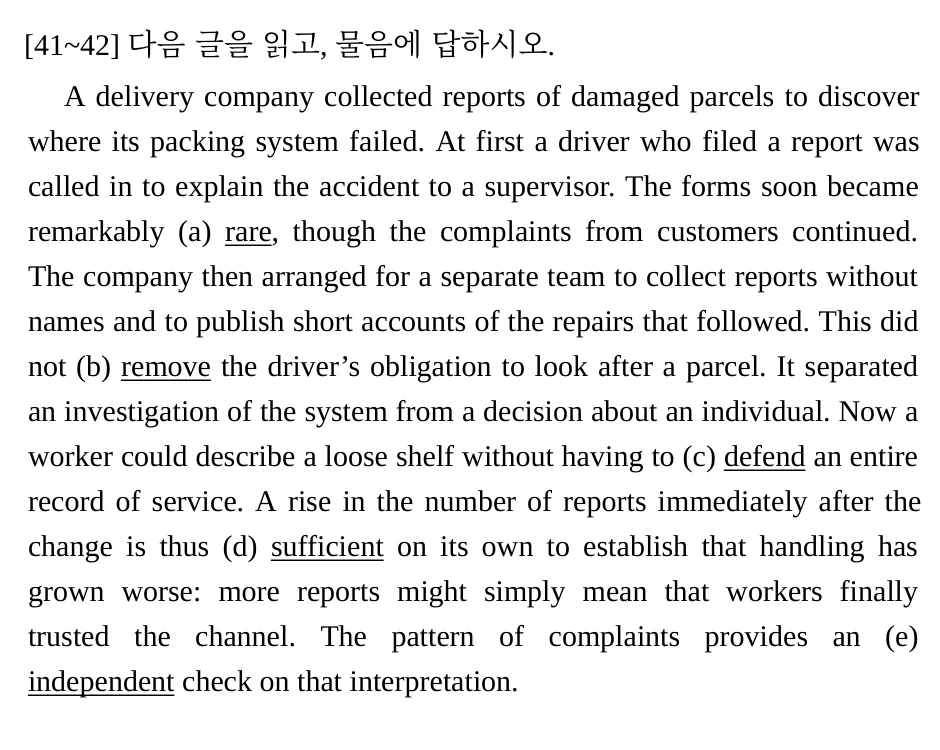 [41~42] 다음 글을 읽고, 물음에 답하시오.
A delivery company collected reports of damaged parcels to discover
where its packing system failed. At first a driver who filed a report was
called in to explain the accident to a supervisor. The forms soon became
remarkably (a) rare, though the complaints from customers continued.
The company then arranged for a separate team to collect reports without
names and to publish short accounts of the repairs that followed. This did
not (b) remove the driver’s obligation to look after a parcel. It separated
an investigation of the system from a decision about an individual. Now a
worker could describe a loose shelf without having to (c) defend an entire
record of service. A rise in the number of reports immediately after the
change is thus (d) sufficient on its own to establish that handling has
grown worse: more reports might simply mean that workers finally
trusted the channel. The pattern of complaints provides an (e)
independent check on that interpretation.